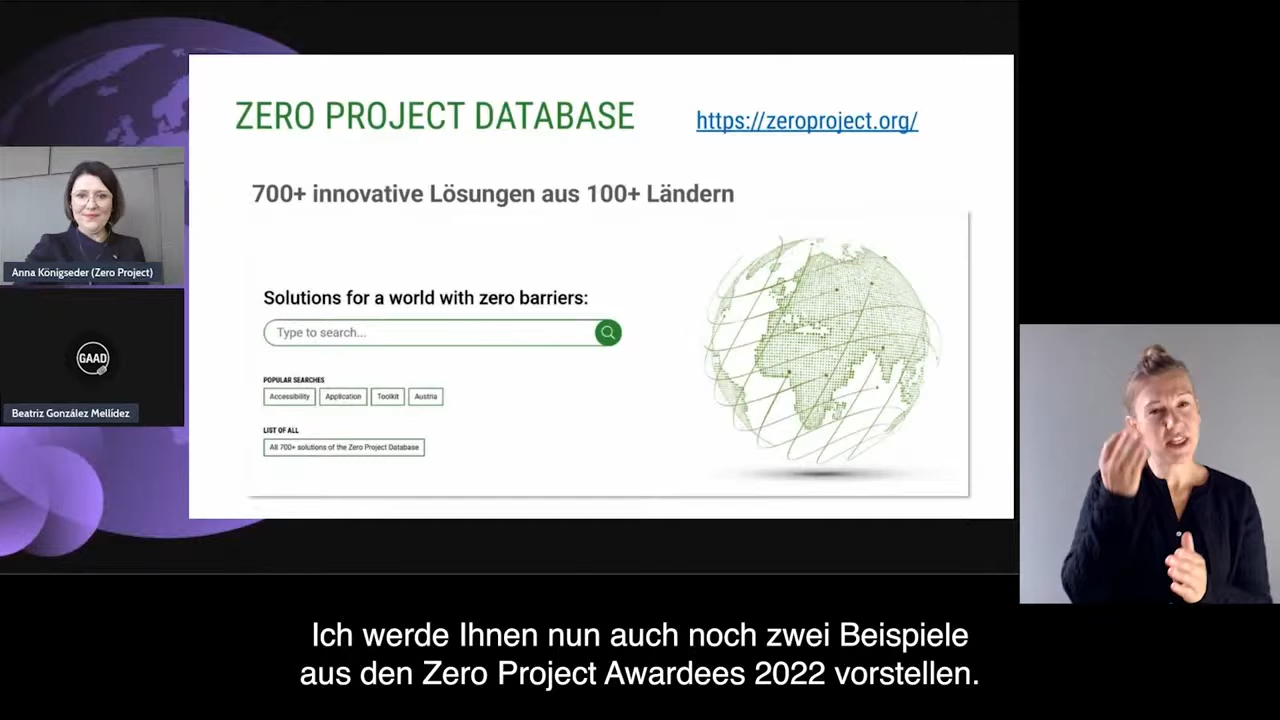 ZERO PROJECT DATABASE
https://zeroproject.org/
700+ innovative Lösungen aus 100+ Ländern
Anna Königseder (Zero Project)
Solutions for a world with zero barriers:
Type to search...
GAAD
POPULAR SEARCHES
Accessibility Application Toolkit Austria
Beatriz González Mellídez
LIST OF ALL
All 700+ solutions of the Zero Project Database
Ich werde Ihnen nun auch noch zwei Beispiele
aus den Zero Project Awardees 2022 vorstellen.